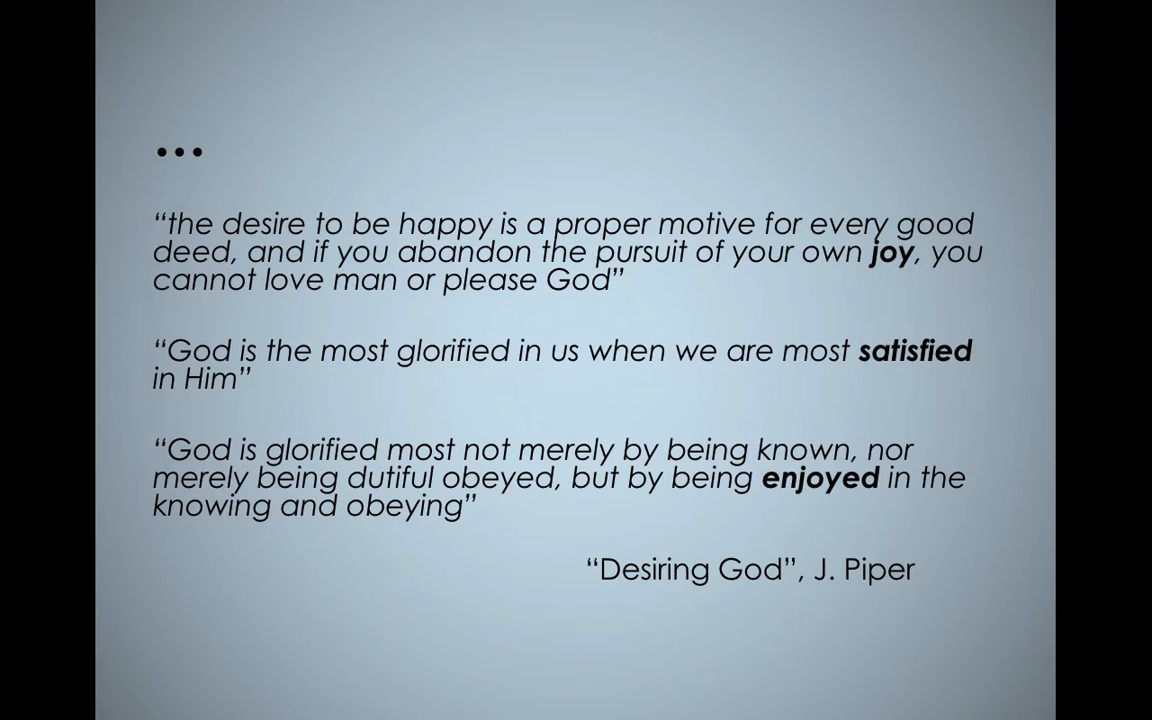 ...
“the desire to be happy is a proper motive for every good
deed, and if you abandon the pursuit of your own joy, you
cannot love man or please God”
“God is the most glorified in us when we are most satisfied
in Him”
“God is glorified most not merely by being known, nor
merely being dutiful obeyed, but by being enjoyed in the
knowing and obeying”
“Desiring God”, J. Piper